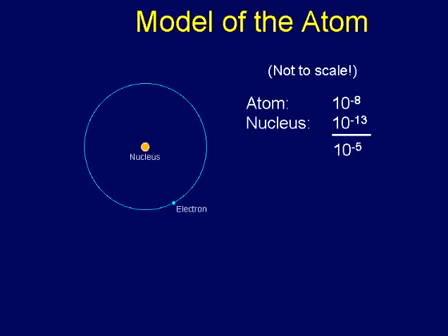 Model of the Atom
(Not to scale!)
Atom: 10⁻⁸
Nucleus: 10⁻¹³
10⁻⁵
Nucleus
Electron